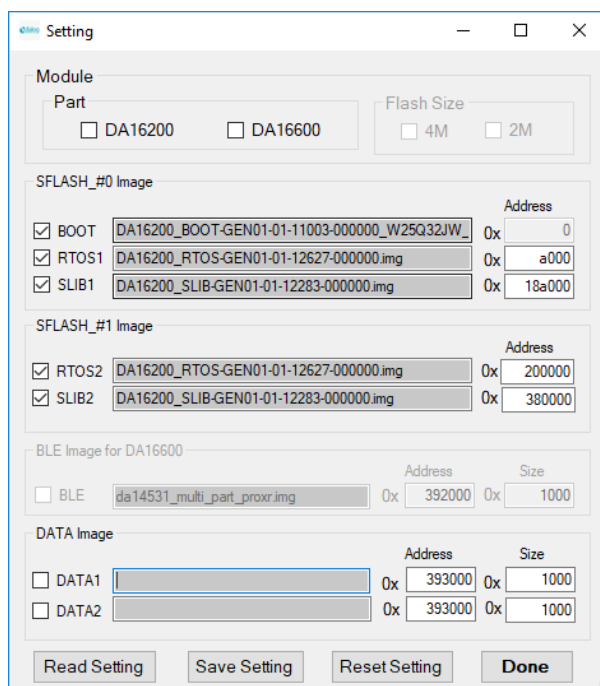 Setting
Module
Part
Flash Size
DA16200 DA16600
4M 2M
SFLASH_#0 Image
Address
BOOT DA16200_BOOT-GEN01-01-11003-000000_W25Q32JW_ 0x 0
RTOS1 DA16200_RTOS-GEN01-01-12627-000000.img 0x a000
SLIB1 DA16200_SLIB-GEN01-01-12283-000000.img 0x 18a000
SFLASH_#1 Image
Address
RTOS2 DA16200_RTOS-GEN01-01-12627-000000.img 0x 200000
SLIB2 DA16200_SLIB-GEN01-01-12283-000000.img 0x 380000
BLE Image for DA16600
Address Size
BLE da14531_multi_part_proxr.img 0x 392000 0x 1000
DATA Image
Address Size
DATA1 0x 393000 0x 1000
DATA2 0x 393000 0x 1000
Read Setting Save Setting Reset Setting Done